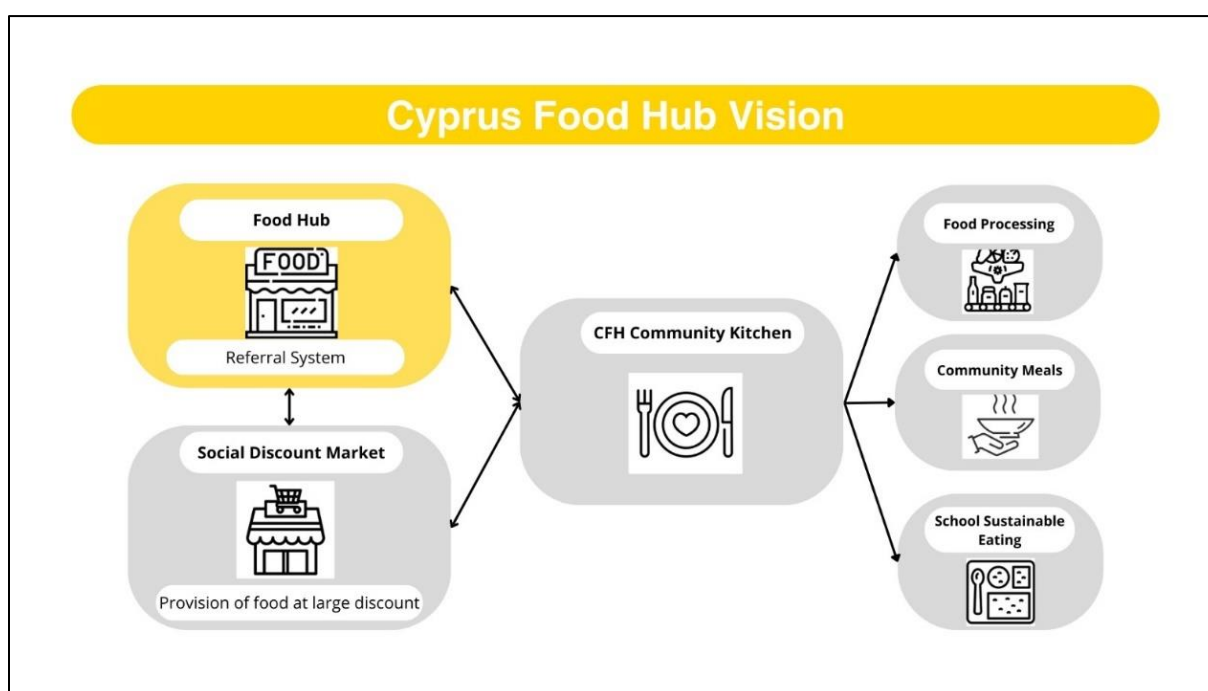 Cyprus Food Hub Vision
Food Hub
FOOD
Referral System
Social Discount Market
Provision of food at large discount
CFH Community Kitchen
Food Processing
Community Meals
School Sustainable
Eating